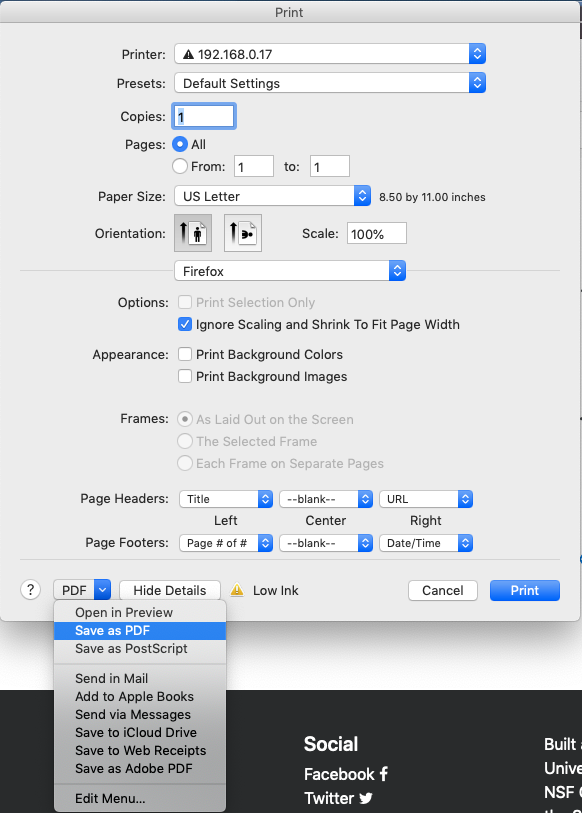 Print
Printer: 192.168.0.17
Presets: Default Settings
Copies: 1
Pages: All
From: 1 to: 1
Paper Size: US Letter 8.50 by 11.00 inches
Orientation: Scale: 100%
Firefox
Options: Print Selection Only
Ignore Scaling and Shrink To Fit Page Width
Appearance: Print Background Colors
Print Background Images
Frames: As Laid Out on the Screen
The Selected Frame
Each Frame on Separate Pages
Page Headers: Title --blank-- URL
Left Center Right
Page Footers: Page # of # --blank-- Date/Time
? PDF Hide Details Low Ink Cancel Print
Open in Preview
Save as PDF
Save as PostScript
Send in Mail
Add to Apple Books
Send via Messages
Save to iCloud Drive
Save to Web Receipts
Save as Adobe PDF
Edit Menu...
Social
Facebook
Twitter
Built
Unive
NSF